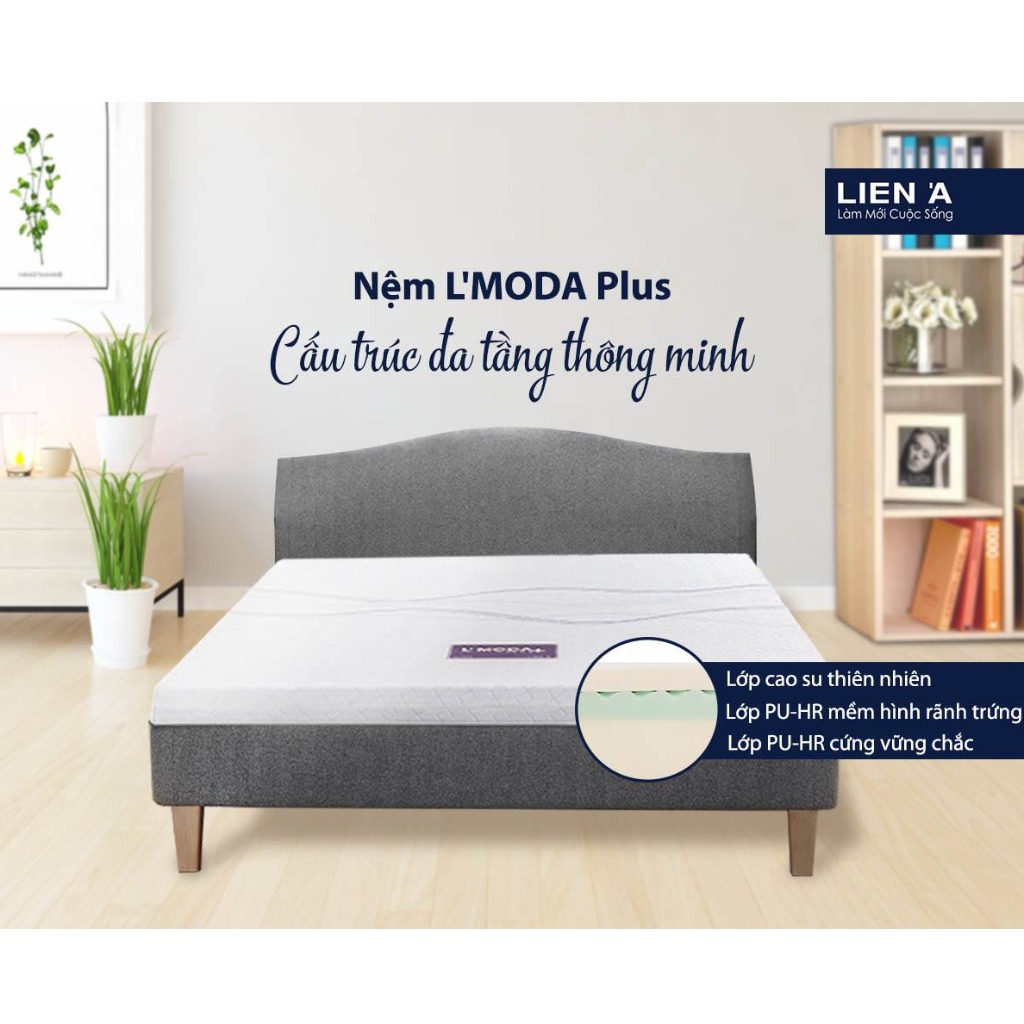 LIEN 'A
Làm Mới Cuộc Sống
Nệm L'MODA Plus
Cấu trúc đa tầng thông minh
L'MODA+
Lớp cao su thiên nhiên
Lớp PU-HR mềm hình rãnh trứng
Lớp PU-HR cứng vững chắc